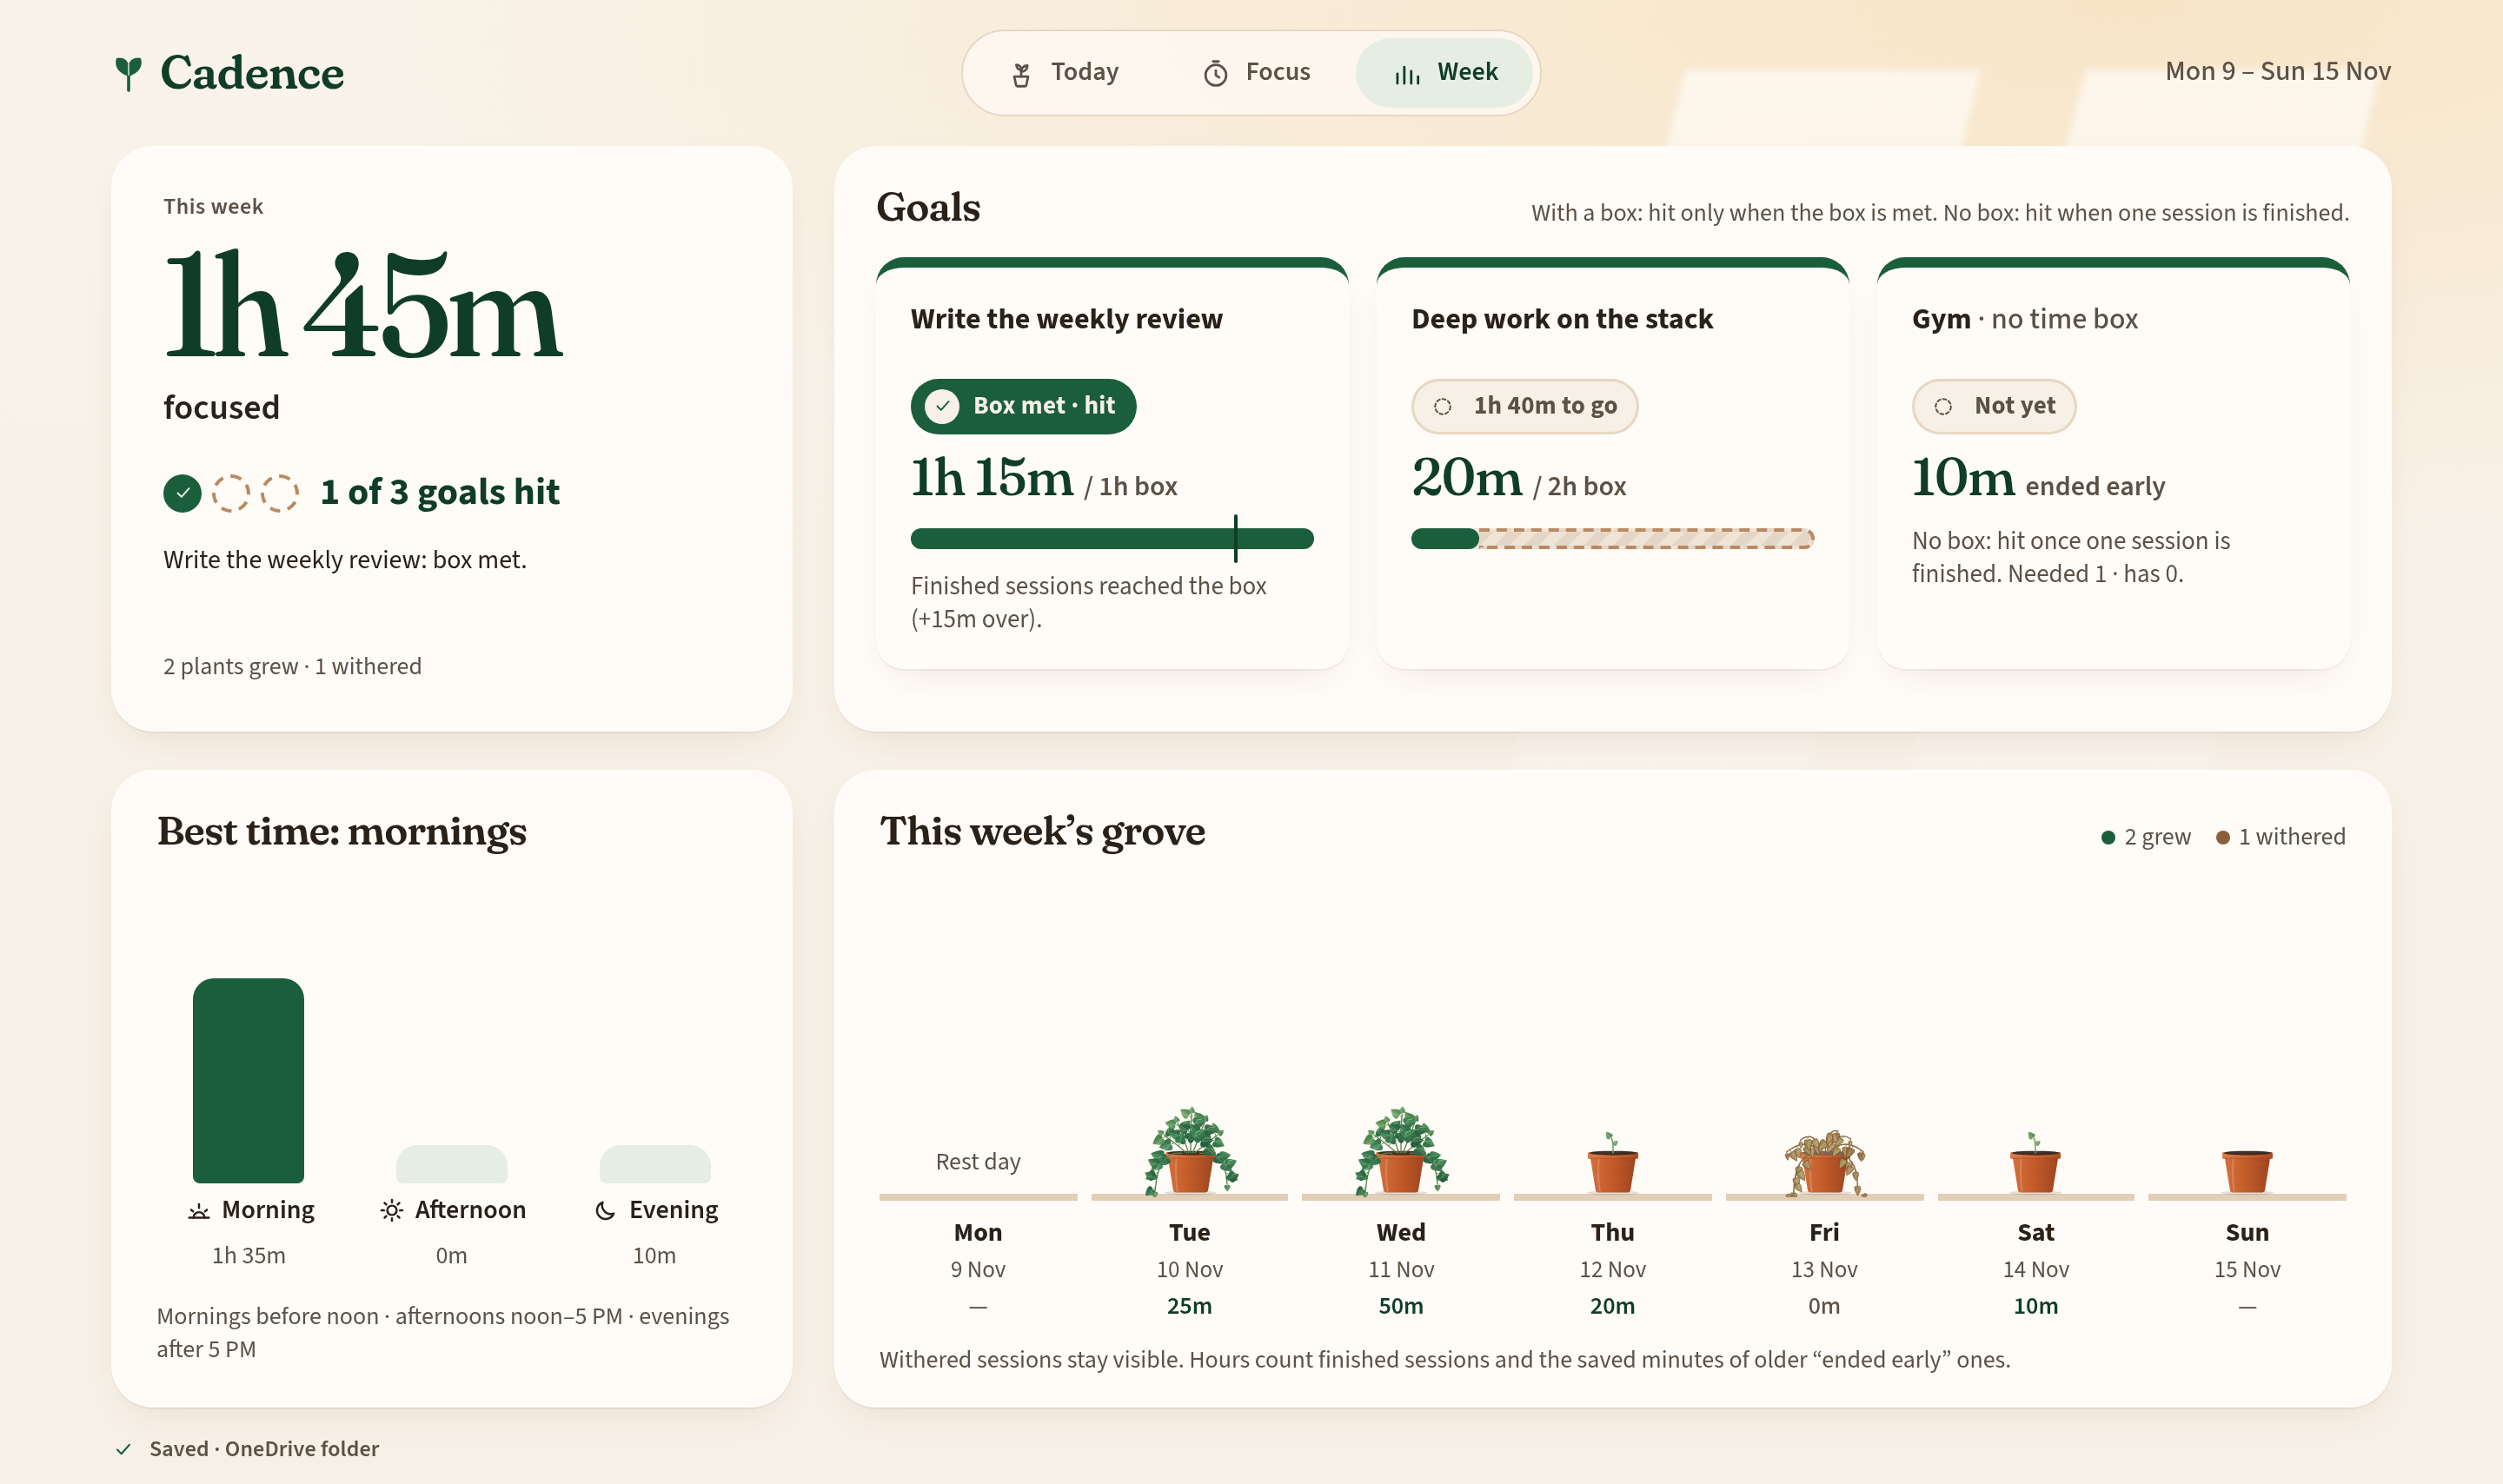 Cadence
Today
Focus
Week
Mon 9 – Sun 15 Nov
This week
1h 45m
focused
1 of 3 goals hit
Write the weekly review: box met.
2 plants grew · 1 withered
Goals
With a box: hit only when the box is met. No box: hit when one session is finished.
Write the weekly review
Box met · hit
1h 15m / 1h box
Finished sessions reached the box
(+15m over).
Deep work on the stack
1h 40m to go
20m / 2h box
Gym · no time box
Not yet
10m ended early
No box: hit once one session is
finished. Needed 1 · has 0.
Best time: mornings
Morning
Afternoon
Evening
1h 35m
0m
10m
Mornings before noon · afternoons noon–5 PM · evenings
after 5 PM
This week’s grove
2 grew
1 withered
Rest day
Mon
Tue
Wed
Thu
Fri
Sat
Sun
9 Nov
10 Nov
11 Nov
12 Nov
13 Nov
14 Nov
15 Nov
—
25m
50m
20m
0m
10m
—
Withered sessions stay visible. Hours count finished sessions and the saved minutes of older “ended early” ones.
Saved · OneDrive folder